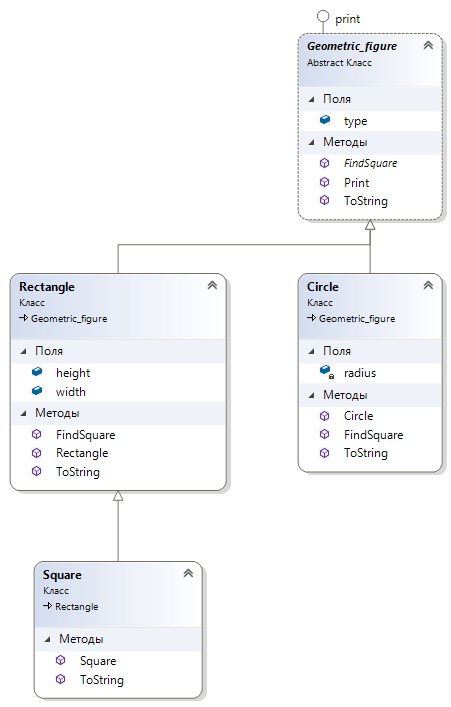 print
Geometric_figure
Abstract Класс
Поля
type
Методы
FindSquare
Print
ToString
Rectangle
Класс
Geometric_figure
Поля
height
width
Методы
FindSquare
Rectangle
ToString
Circle
Класс
Geometric_figure
Поля
radius
Методы
Circle
FindSquare
ToString
Square
Класс
Rectangle
Методы
Square
ToString